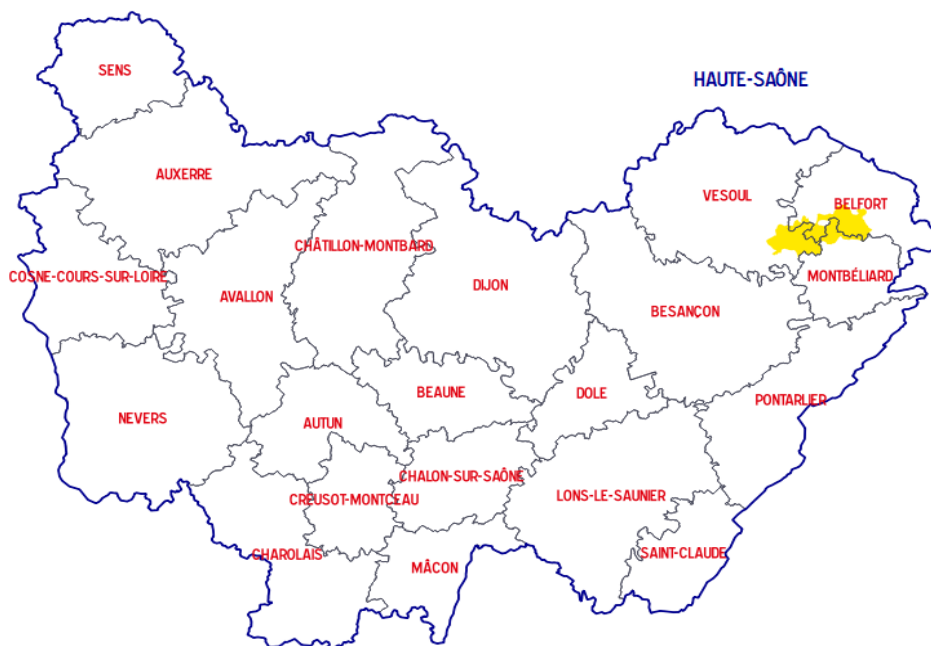 SENS
HAUTE-SAÔNE
AUXERRE
VESOUL
BELFORT
CHÂTILLON-MONTBARD
COSNE-COURS-SUR-LOIRE
MONTBÉLIARD
DIJON
AVALLON
BESANÇON
BEAUNE
DOLE
PONTARLIER
NEVERS
AUTUN
CHALON-SUR-SAÔNE
CREUSOT-MONTCEAU
LONS-LE-SAUNIER
CHAROLAIS
SAINT-CLAUDE
MÂCON